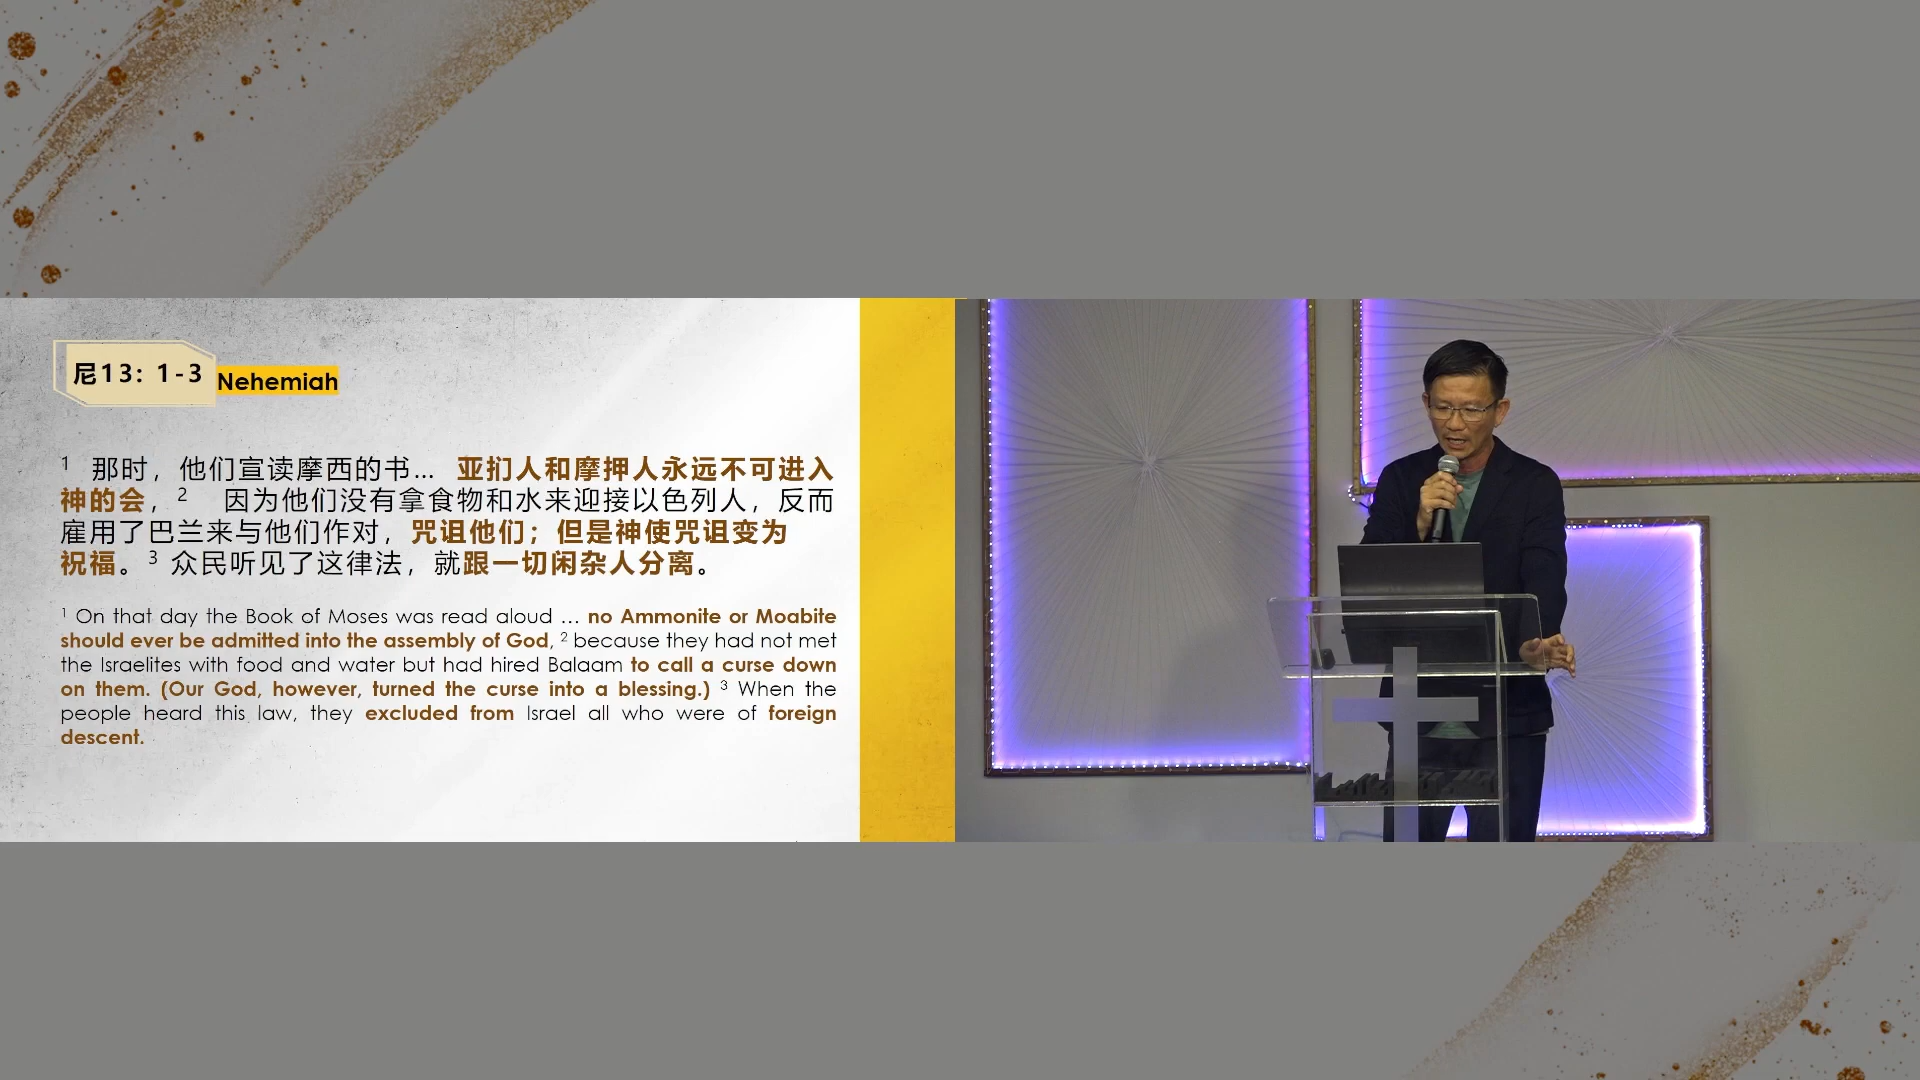 尼13: 1-3
Nehemiah
¹ 那时，他们宣读摩西的书... 亚扪人和摩押人永远不可进入
神的会，² 因为他们没有拿食物和水来迎接以色列人，反而
雇用了巴兰来与他们作对，咒诅他们；但是神使咒诅变为
祝福。³ 众民听见了这律法，就跟一切闲杂人分离。
¹ On that day the Book of Moses was read aloud … no Ammonite or Moabite
should ever be admitted into the assembly of God, ² because they had not met
the Israelites with food and water but had hired Balaam to call a curse down
on them. (Our God, however, turned the curse into a blessing.) ³ When the
people heard this law, they excluded from Israel all who were of foreign
descent.